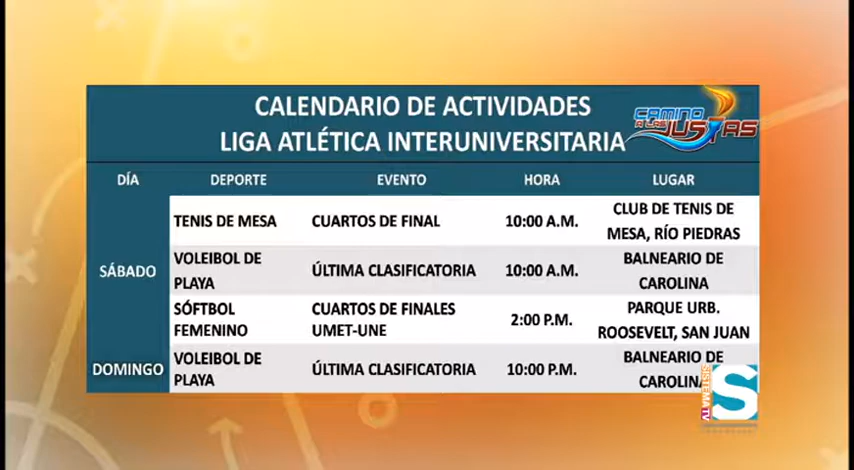 CALENDARIO DE ACTIVIDADES
LIGA ATLÉTICA INTERUNIVERSITARIA
CAMINO
A LAS JUSTAS
DÍA DEPORTE EVENTO HORA LUGAR
SÁBADO
TENIS DE MESA CUARTOS DE FINAL 10:00 A.M. CLUB DE TENIS DE
MESA, RÍO PIEDRAS
VOLEIBOL DE
PLAYA ÚLTIMA CLASIFICATORIA 10:00 A.M. BALNEARIO DE
CAROLINA
SÓFTBOL
FEMENINO CUARTOS DE FINALES
UMET-UNE 2:00 P.M. PARQUE URB.
ROOSEVELT, SAN JUAN
DOMINGO
VOLEIBOL DE
PLAYA ÚLTIMA CLASIFICATORIA 10:00 P.M. BALNEARIO DE
CAROLINA
SISTEMA TV
S